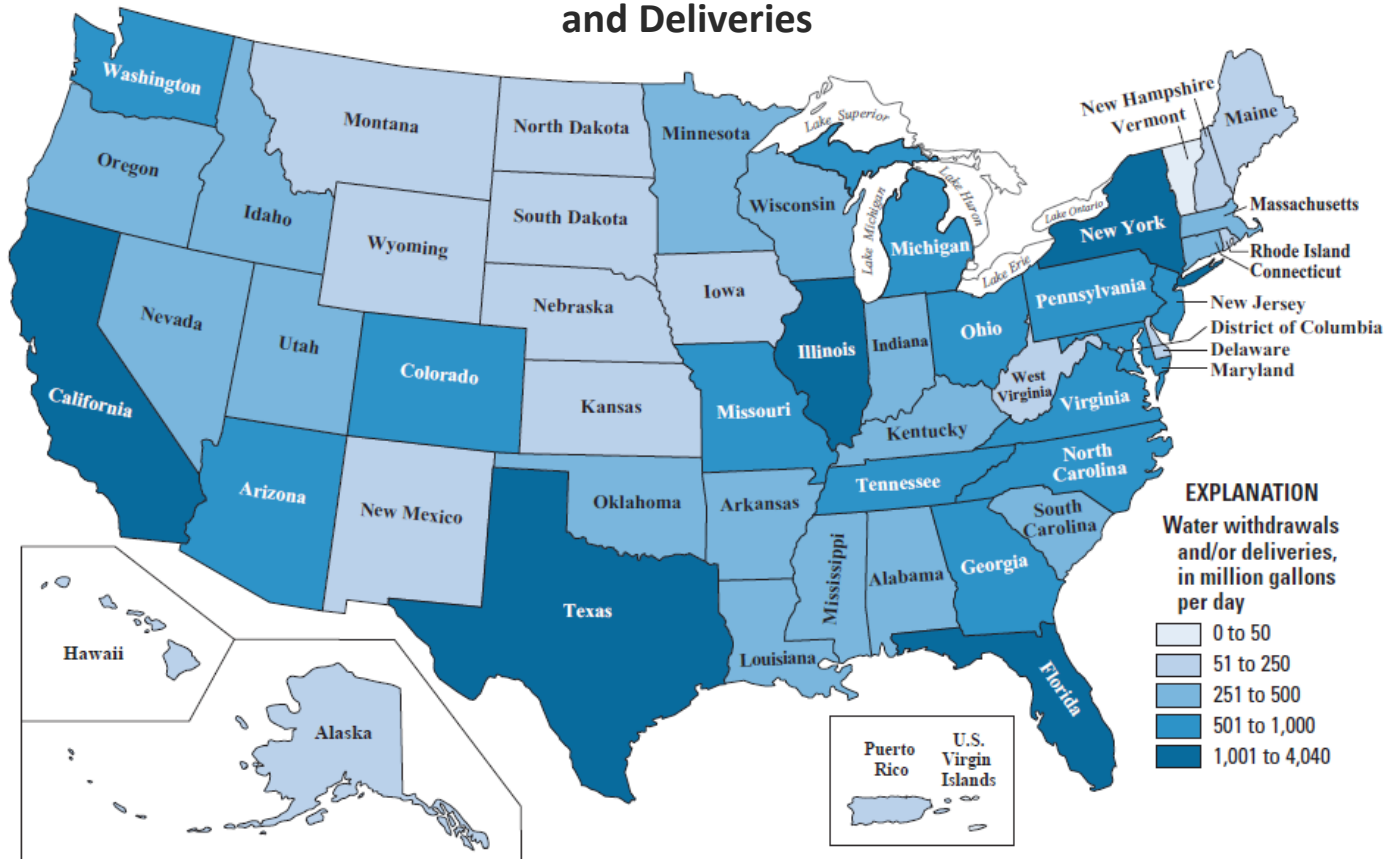 and Deliveries
Washington
Montana
North Dakota
Minnesota
Lake Superior
New Hampshire
Vermont
Maine
Oregon
Idaho
Wyoming
South Dakota
Wisconsin
Lake Michigan
Michigan
Lake Huron
Lake Ontario
New York
Massachusetts
Rhode Island
Connecticut
Lake Erie
Nevada
Utah
Colorado
Nebraska
Iowa
Illinois
Indiana
Ohio
Pennsylvania
New Jersey
District of Columbia
Delaware
Maryland
California
Arizona
New Mexico
Kansas
Missouri
Kentucky
West
Virginia
Virginia
Oklahoma
Arkansas
Tennessee
North
Carolina
South
Carolina
Texas
Louisiana
Mississippi
Alabama
Georgia
Florida
Hawaii
Alaska
Puerto
Rico
U.S.
Virgin
Islands
EXPLANATION
Water withdrawals
and/or deliveries,
in million gallons
per day
0 to 50
51 to 250
251 to 500
501 to 1,000
1,001 to 4,040